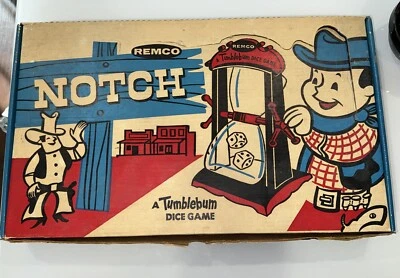 REMCO
NOTCH
REMCO
A Tumblebum DICE GAME
A Tumblebum
DICE GAME